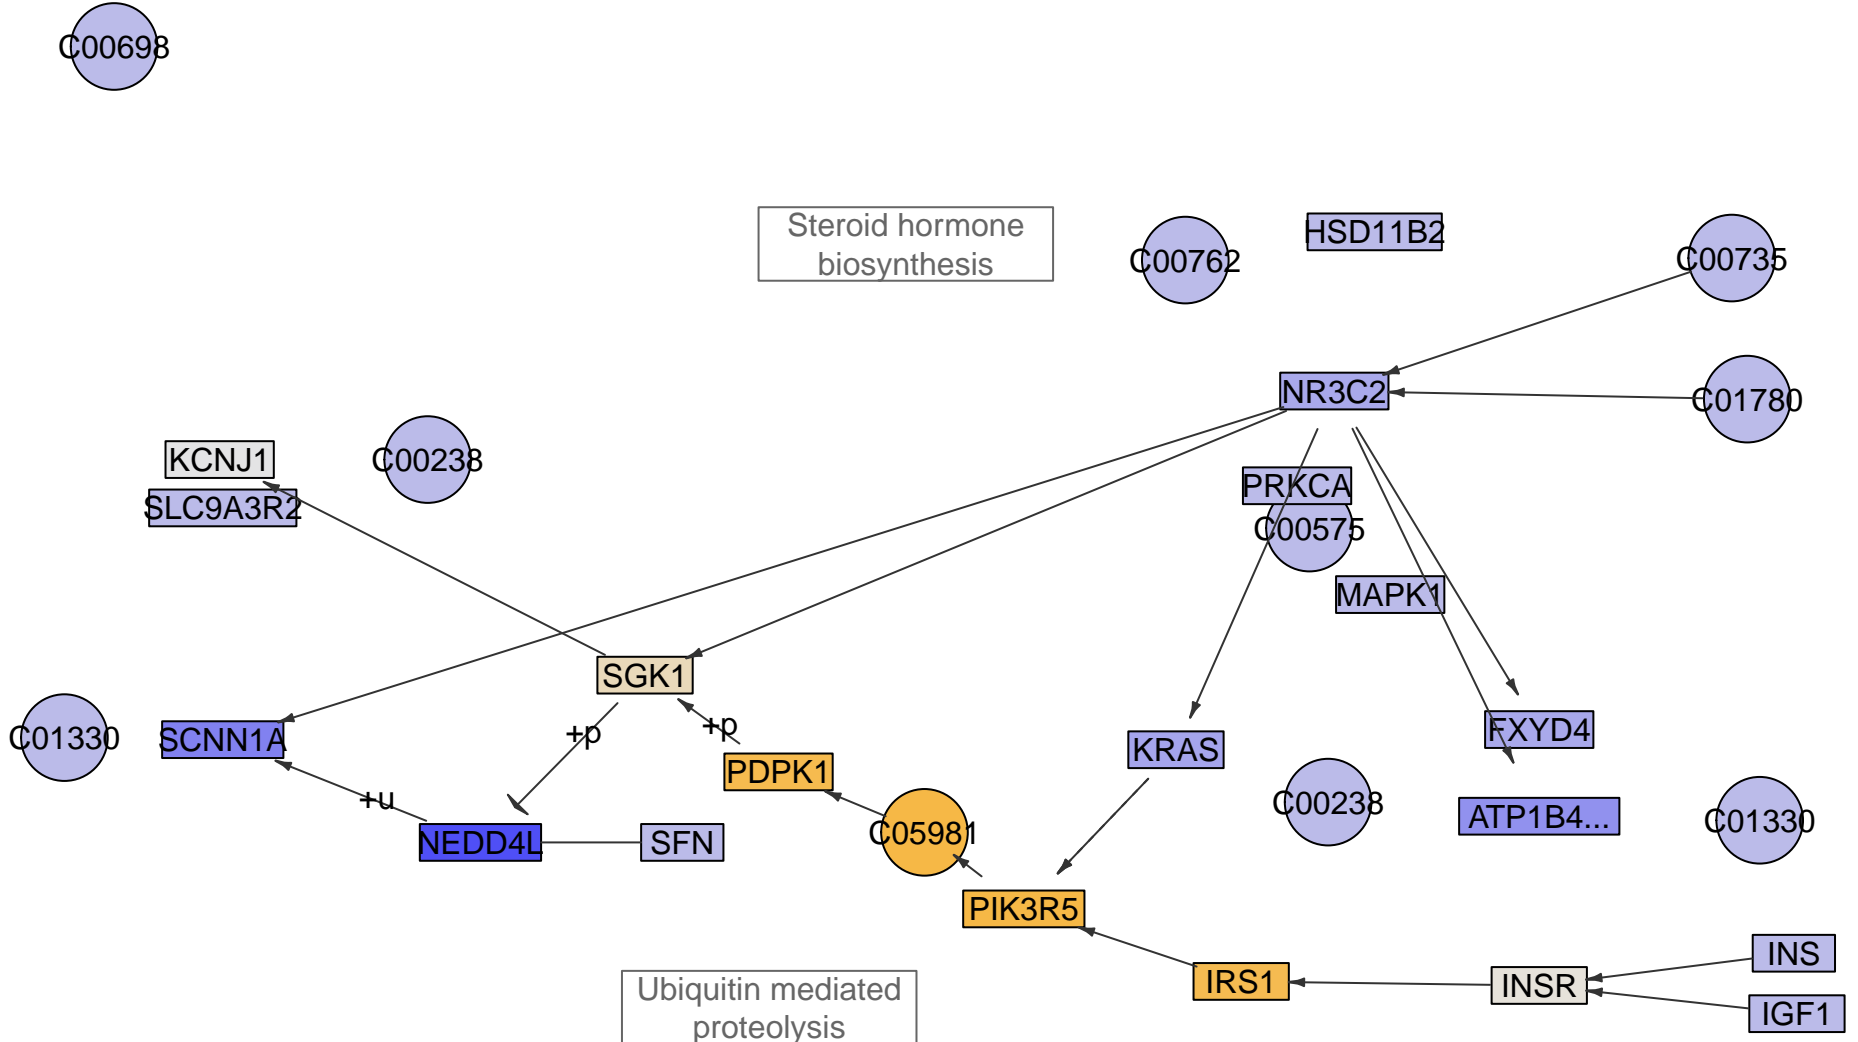 C00698
Steroid hormone
biosynthesis
C00762
HSD11B2
C00735
NR3C2
C01780
KCNJ1
C00238
SLC9A3R2
PRKCA
C00575
MAPK1
SGK1
C01330
SCNN1A
+p
+p
KRAS
FXYD4
PDPK1
+u
C00238
ATP1B4...
C01330
NEDD4L
SFN
C05981
PIK3R5
INS
Ubiquitin mediated
proteolysis
IRS1
INSR
IGF1